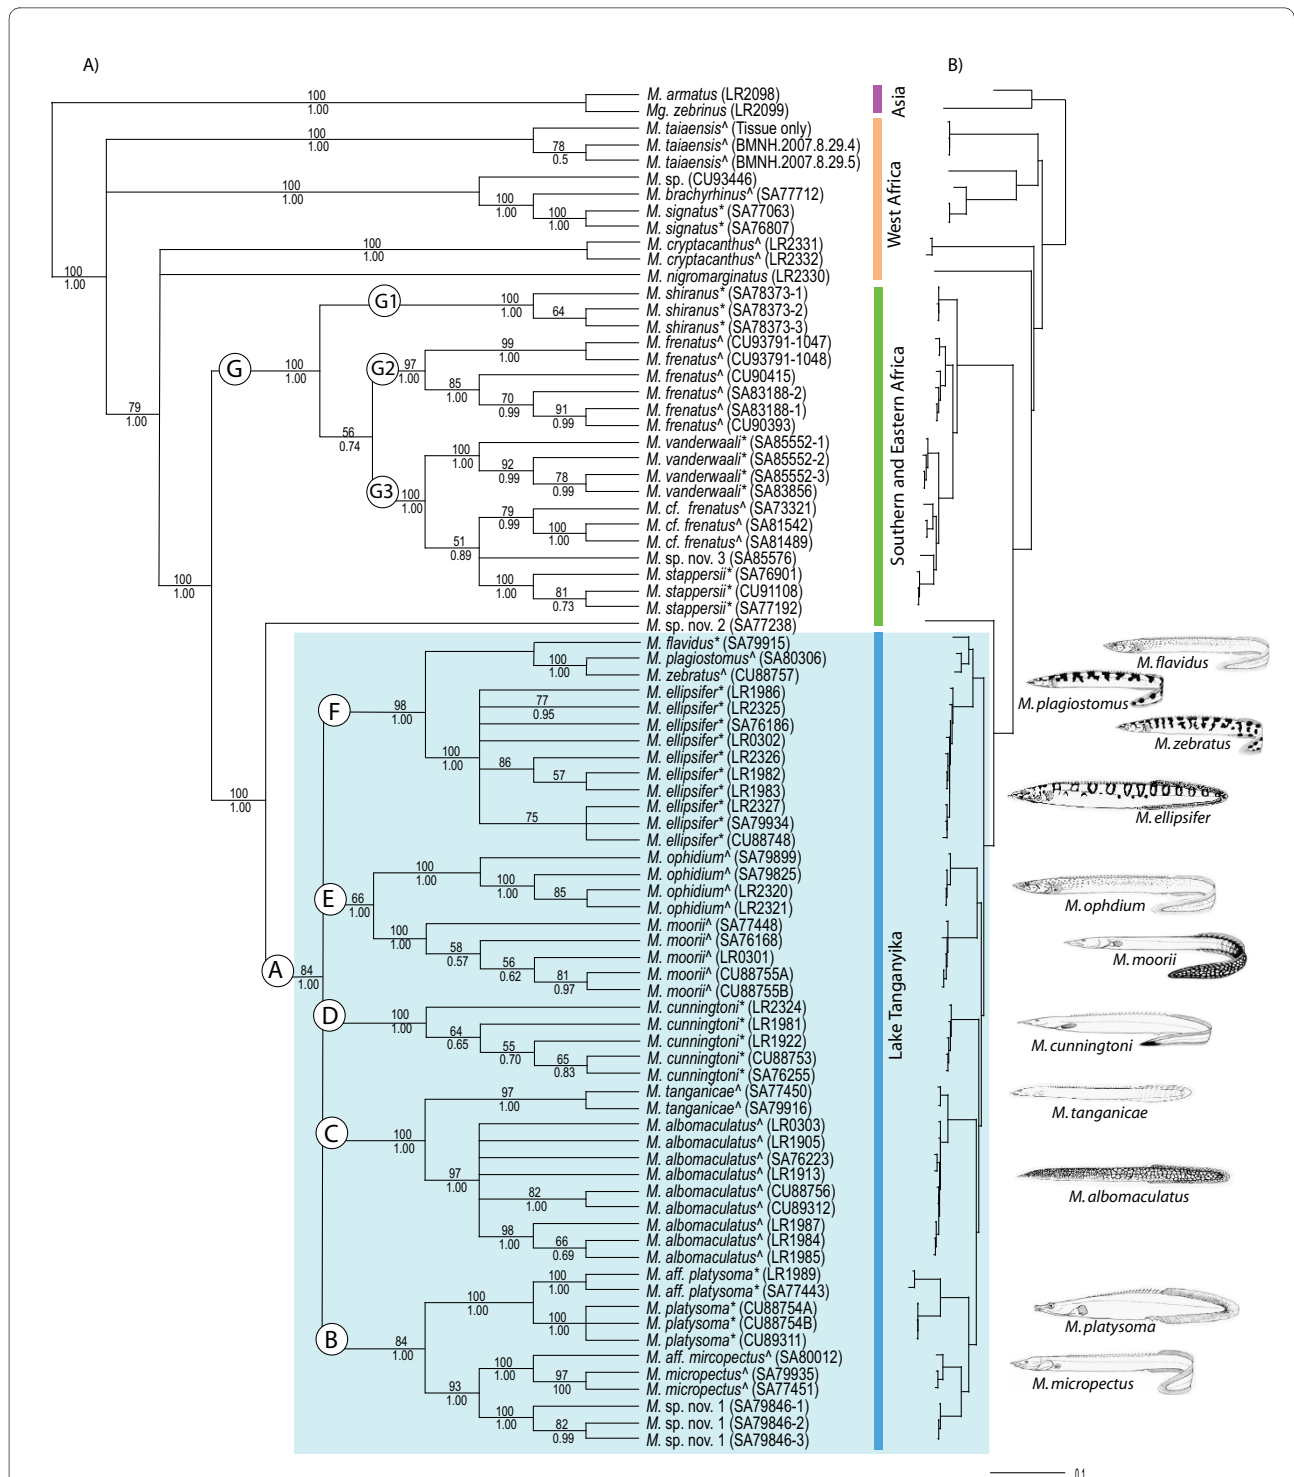 A)
B)
M. armatus (LR2098)
Mg. zebrinus (LR2099)
M. taiaensis^ (Tissue only)
M. taiaensis^ (BMNH.2007.8.29.4)
M. taiaensis^ (BMNH.2007.8.29.5)
M. sp. (CU93446)
M. brachyrhinus^ (SA77712)
M. signatus* (SA77063)
M. signatus* (SA76807)
M. cryptacanthus^ (LR2331)
M. cryptacanthus^ (LR2332)
M. nigromarginatus (LR2330)
M. shiranus* (SA78373-1)
M. shiranus* (SA78373-2)
M. shiranus* (SA78373-3)
M. frenatus^ (CU93791-1047)
M. frenatus^ (CU93791-1048)
M. frenatus^ (CU90415)
M. frenatus^ (SA83188-2)
M. frenatus^ (SA83188-1)
M. frenatus^ (CU90393)
M. vanderwaali* (SA85552-1)
M. vanderwaali* (SA85552-2)
M. vanderwaali* (SA85552-3)
M. vanderwaali* (SA83856)
M. cf. frenatus^ (SA73321)
M. cf. frenatus^ (SA81542)
M. cf. frenatus^ (SA81489)
M. sp. nov. 3 (SA85576)
M. stappersii* (SA76901)
M. stappersii* (CU91108)
M. stappersii* (SA77192)
M. sp. nov. 2 (SA77238)
M. flavidus* (SA79915)
M. plagiostomus^ (SA80306)
M. zebratus^ (CU88757)
M. ellipsifer* (LR1986)
M. ellipsifer* (LR2325)
M. ellipsifer* (SA76186)
M. ellipsifer* (LR0302)
M. ellipsifer* (LR2326)
M. ellipsifer* (LR1982)
M. ellipsifer* (LR1983)
M. ellipsifer* (LR2327)
M. ellipsifer* (SA79934)
M. ellipsifer* (CU88748)
M. ophidium^ (SA79899)
M. ophidium^ (SA79825)
M. ophidium^ (LR2320)
M. ophidium^ (LR2321)
M. moorii^ (SA77448)
M. moorii^ (SA76168)
M. moorii^ (LR0301)
M. moorii^ (CU88755A)
M. moorii^ (CU88755B)
M. cunningtoni* (LR2324)
M. cunningtoni* (LR1981)
M. cunningtoni* (LR1922)
M. cunningtoni* (CU88753)
M. cunningtoni* (SA76255)
M. tanganicae^ (SA77450)
M. tanganicae^ (SA79916)
M. albomaculatus^ (LR0303)
M. albomaculatus^ (LR1905)
M. albomaculatus^ (SA76223)
M. albomaculatus^ (LR1913)
M. albomaculatus^ (CU88756)
M. albomaculatus^ (CU89312)
M. albomaculatus^ (LR1987)
M. albomaculatus^ (LR1984)
M. albomaculatus^ (LR1985)
M. aff. platysoma* (LR1989)
M. aff. platysoma* (SA77443)
M. platysoma* (CU88754A)
M. platysoma* (CU88754B)
M. platysoma* (CU89311)
M. aff. mircopectus^ (SA80012)
M. micropectus^ (SA79935)
M. micropectus^ (SA77451)
M. sp. nov. 1 (SA79846-1)
M. sp. nov. 1 (SA79846-2)
M. sp. nov. 1 (SA79846-3)
100
1.00
100
1.00
78
0.5
100
1.00
100
1.00
100
1.00
100
1.00
100
1.00
G1
100
1.00
64
G
100
1.00
G2
97
1.00
99
1.00
85
1.00
70
0.99
91
0.99
79
1.00
56
0.74
G3
100
1.00
100
1.00
92
0.99
78
0.99
79
0.99
100
1.00
51
0.89
100
1.00
81
0.73
100
1.00
100
1.00
F
98
1.00
100
1.00
77
0.95
100
1.00
86
57
75
E
66
1.00
100
1.00
100
1.00
85
100
1.00
58
0.57
56
0.62
81
0.97
A
84
1.00
D
100
1.00
64
0.65
55
0.70
65
0.83
C
100
1.00
97
1.00
97
1.00
82
1.00
98
1.00
66
0.69
B
84
1.00
100
1.00
100
1.00
100
1.00
93
1.00
100
1.00
97
100
100
1.00
82
0.99
Asia
West Africa
Southern and Eastern Africa
Lake Tanganyika
M. flavidus
M. plagiostomus
M. zebratus
M. ellipsifer
M. ophdium
M. moorii
M. cunningtoni
M. tanganicae
M. albomaculatus
M. platysoma
M. micropectus
0.1